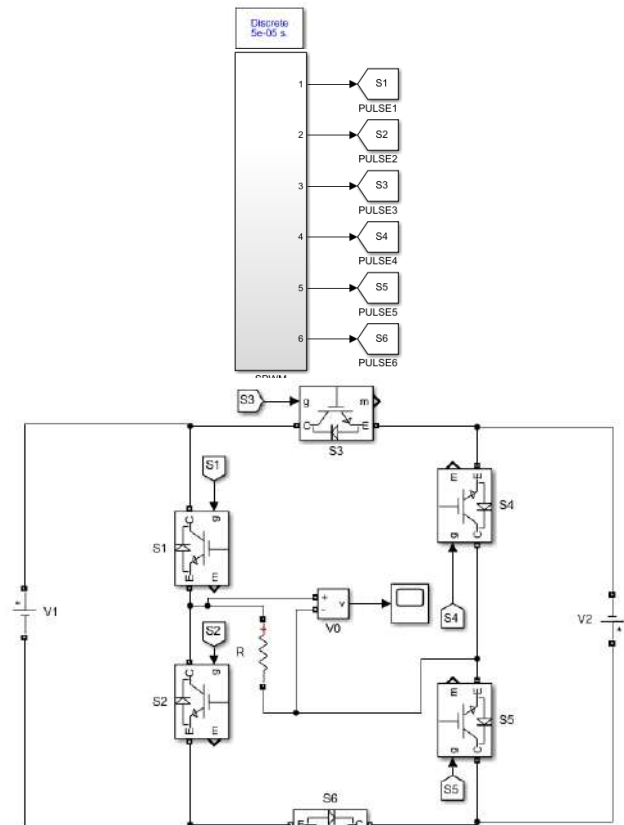 Discrete
5e-05 s.
1
S1
PULSE1
2
S2
PULSE2
3
S3
PULSE3
4
S4
PULSE4
5
S5
PULSE5
6
S6
PULSE6
S3
g
m
C
E
S3
S1
C
g
S1
E
m
+
-
v
V0
m
E
S4
g
C
S4
V1
+
V2
+
R
+
S2
C
g
S2
E
m
m
E
S5
g
C
S5
S6
E
C